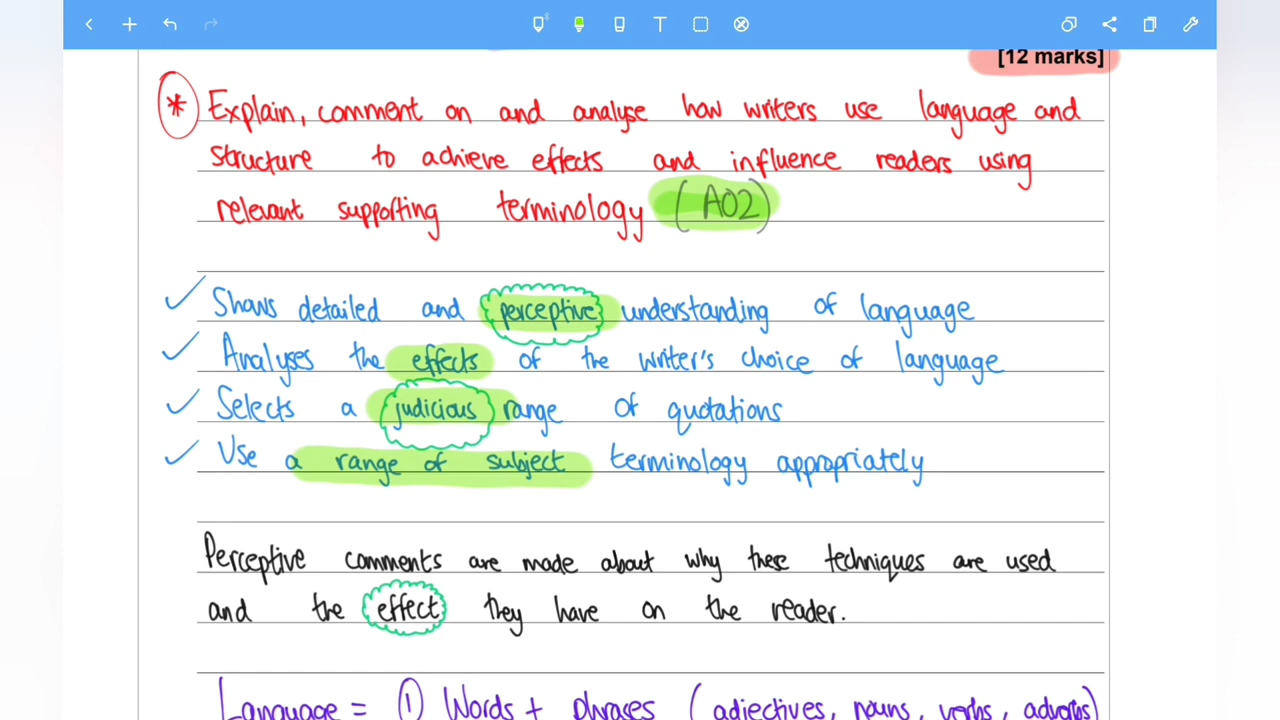 [12 marks]
* Explain, comment on and analyse how writers use language and
structure to achieve effects and influence readers using
relevant supporting terminology (AO2)
✓ Shows detailed and perceptive understanding of language
✓ Analyses the effects of the writer's choice of language
✓ Selects a judicious range of quotations
✓ Use a range of subject terminology appropriately
Perceptive comments are made about why these techniques are used
and the effect they have on the reader.
Language = ① Words + phrases (adjectives, nouns, verbs, adverbs)